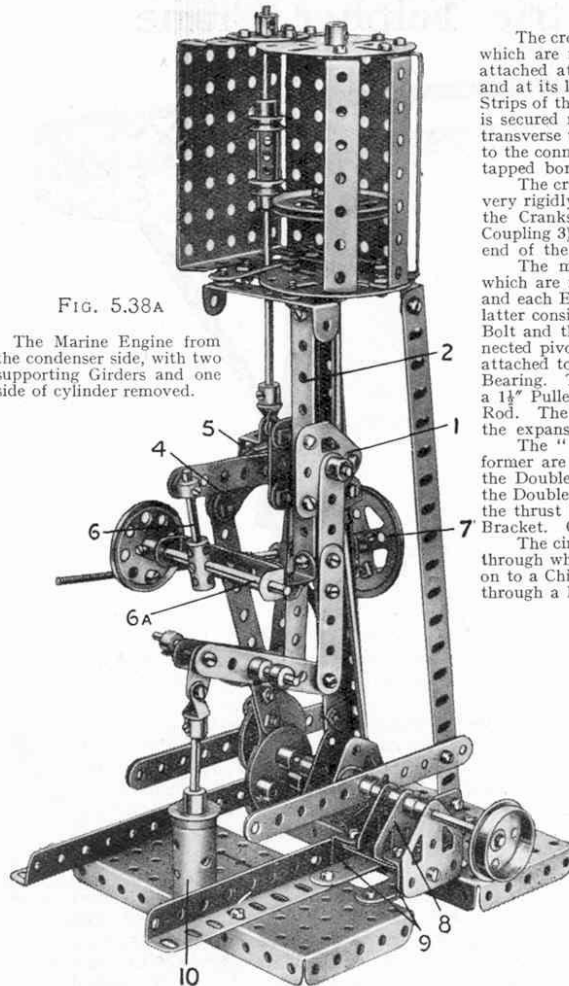 FIG. 5.38A
The Marine Engine from
the condenser side, with two
supporting Girders and one
side of cylinder removed.
2
1
5
4
6
7
6A
8
9
10
The cro
which are
attached at
and at its l
Strips of th
is secured
transverse
to the conn
tapped bor
The cr
very rigidly
the Cranks
Coupling 3)
end of the
The m
which are
and each E
latter consi
Bolt and th
nected pivo
attached to
Bearing. T
a 1½″ Pulle
Rod. The
the expans
The "
former are
the Double
the Double
the thrust
Bracket.
The cir
through wh
on to a Chi
through a